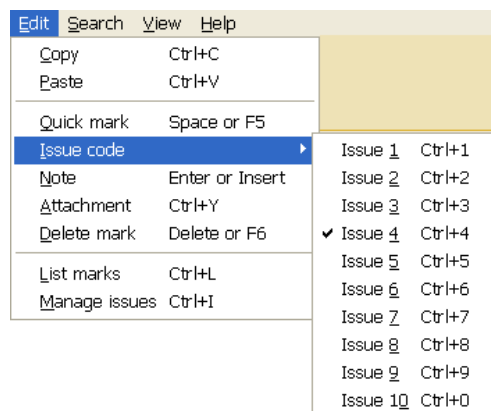 Edit Search View Help
Copy Ctrl+C
Paste Ctrl+V
Quick mark Space or F5
Issue code
Note Enter or Insert
Attachment Ctrl+Y
Delete mark Delete or F6
List marks Ctrl+L
Manage issues Ctrl+I
Issue 1 Ctrl+1
Issue 2 Ctrl+2
Issue 3 Ctrl+3
Issue 4 Ctrl+4
Issue 5 Ctrl+5
Issue 6 Ctrl+6
Issue 7 Ctrl+7
Issue 8 Ctrl+8
Issue 9 Ctrl+9
Issue 10 Ctrl+0